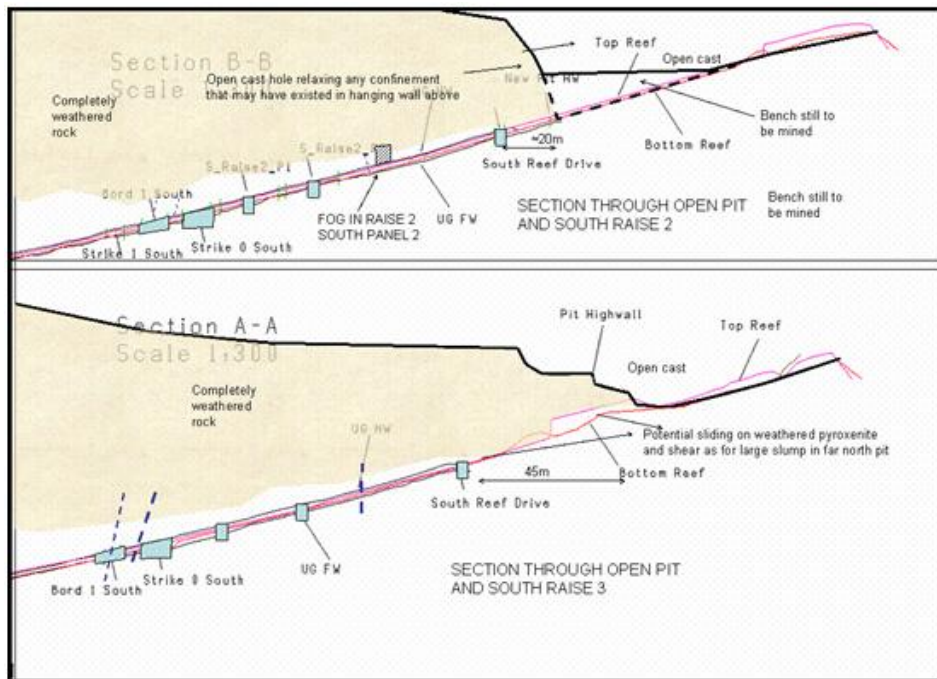 Section B-B
Scale
Top Reef
Open cast
Open cast hole relaxing any confinement
that may have existed in hanging wall above
New Pit HW
Completely
weathered
rock
Bench still to
be mined
≈20m
Bottom Reef
S_Raise2_P1
S_Raise2_P1
South Reef Drive
Bord 1 South
FOG IN RAISE 2
SOUTH PANEL 2
UG FW
SECTION THROUGH OPEN PIT
AND SOUTH RAISE 2
Bench still to
be mined
Strike 0 South
Strike 1 South
Section A-A
Scale 1:300
Pit Highwall
Top Reef
Open cast
Completely
weathered
rock
UG HW
Potential sliding on weathered pyroxenite
and shear as for large slump in far north pit
Bottom Reef
45m
South Reef Drive
UG FW
Strike 0 South
Bord 1 South
SECTION THROUGH OPEN PIT
AND SOUTH RAISE 3